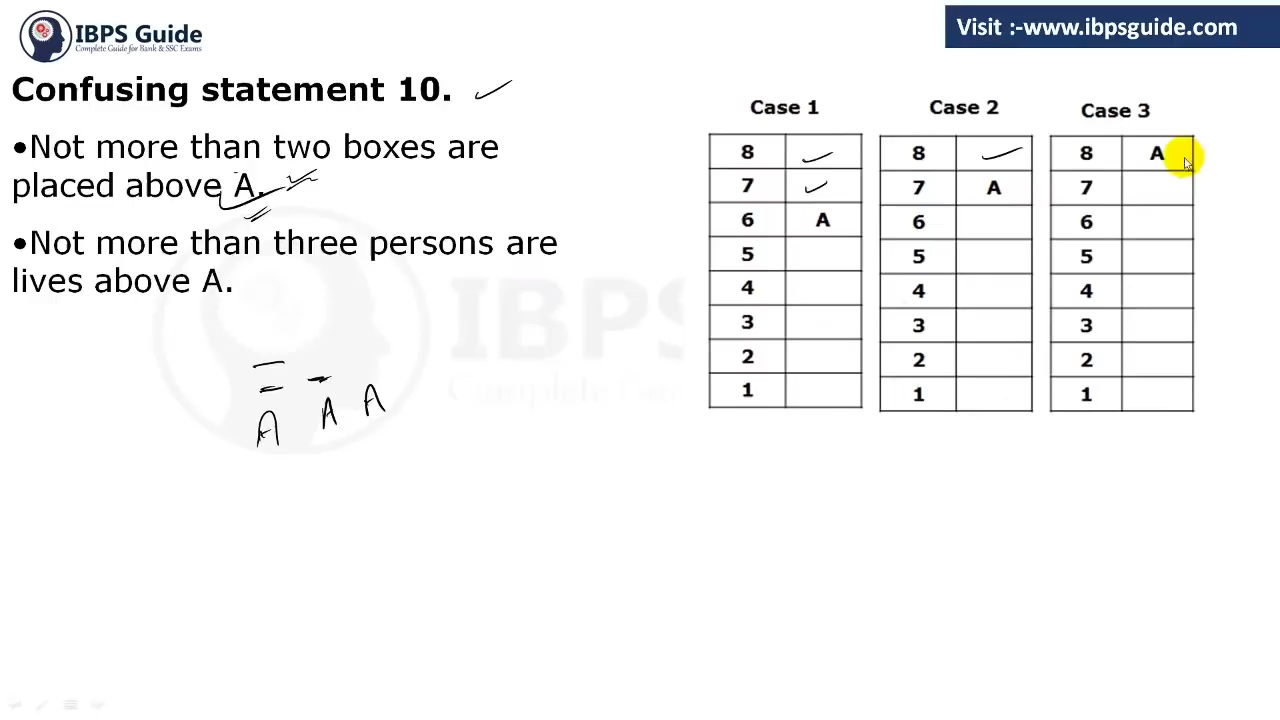 IBPS Guide
Complete Guide for Bank & SSC Exams
Visit :-www.ibpsguide.com
Confusing statement 10.
•Not more than two boxes are
placed above A.
•Not more than three persons are
lives above A.
A A A
Case 1
8
7
6 A
5
4
3
2
1
Case 2
8
7 A
6
5
4
3
2
1
Case 3
8 A
7
6
5
4
3
2
1
IBPS